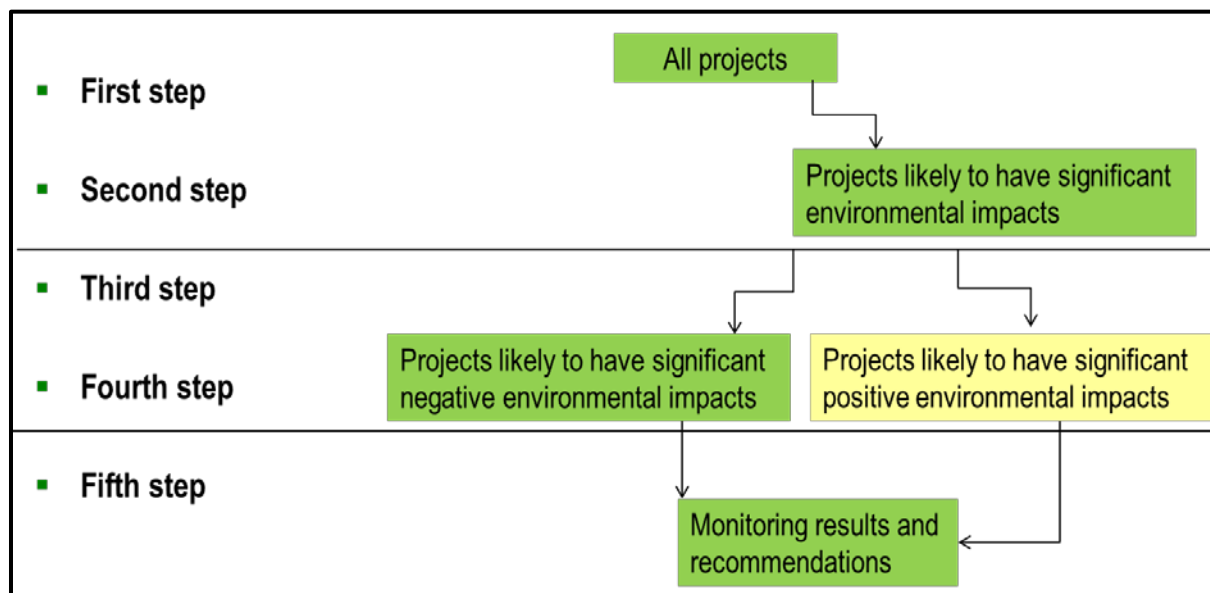 All projects
First step
Projects likely to have significant
environmental impacts
Second step
Third step
Projects likely to have significant
negative environmental impacts
Projects likely to have significant
positive environmental impacts
Fourth step
Fifth step
Monitoring results and
recommendations